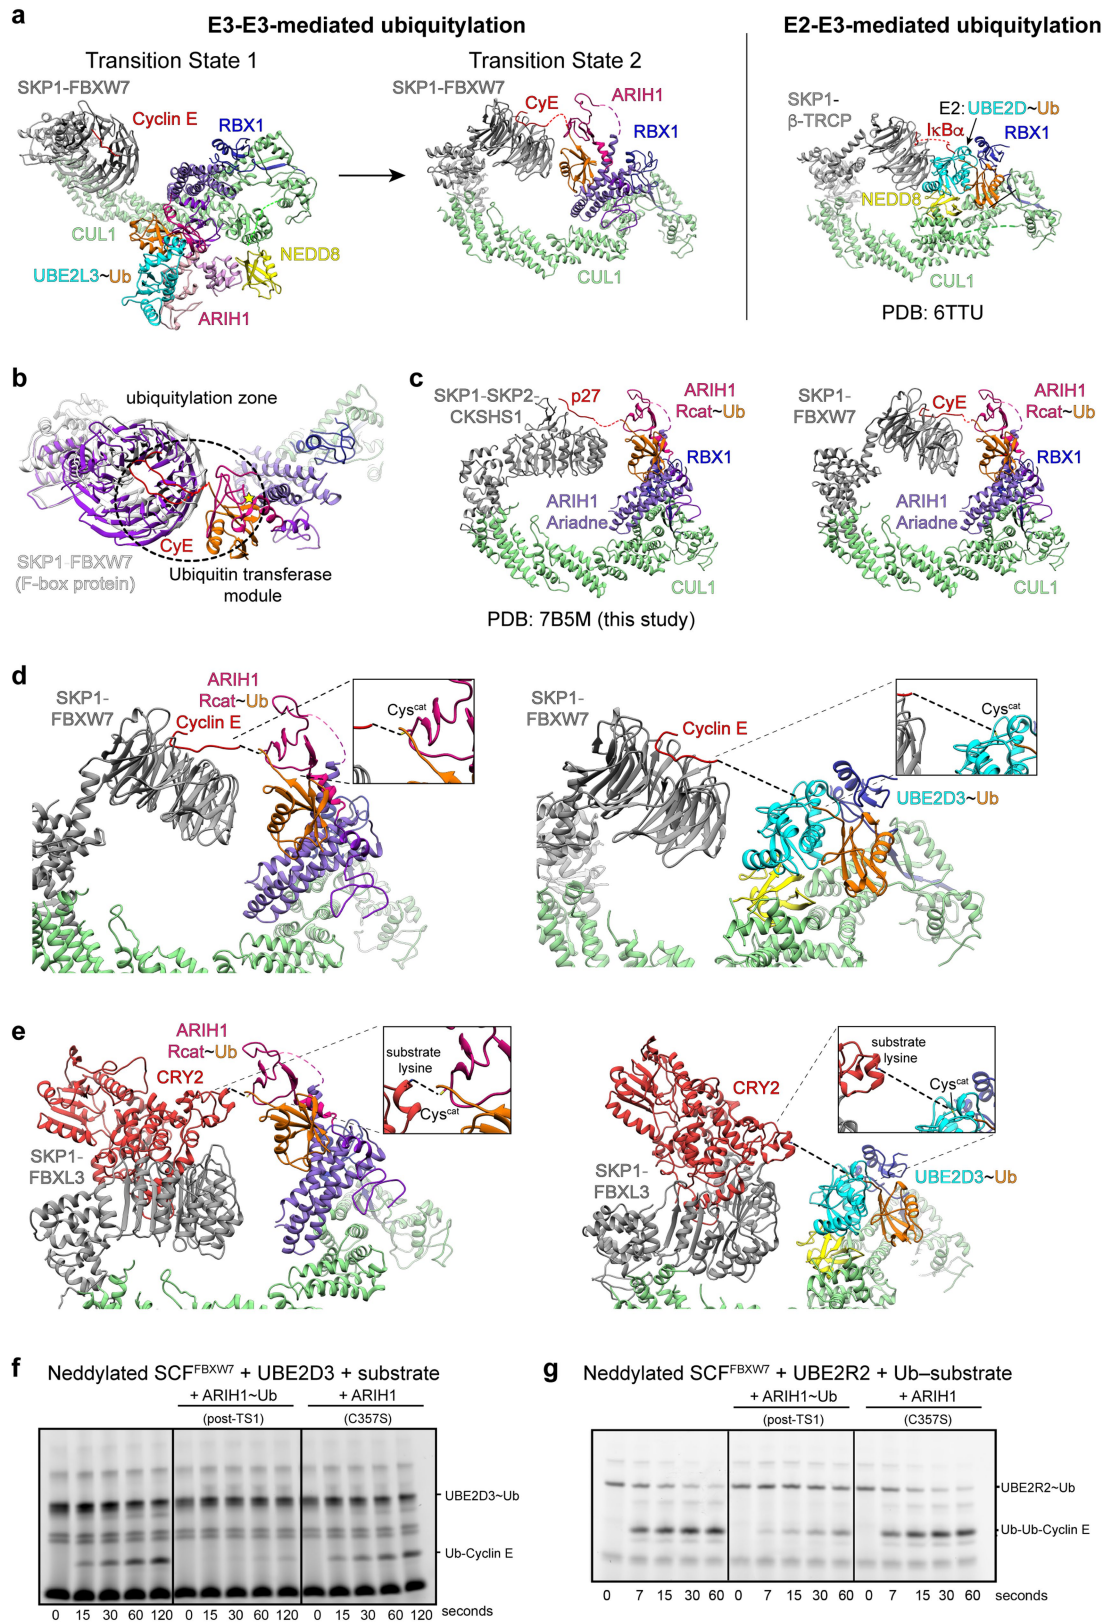 a
E3-E3-mediated ubiquitylation
E2-E3-mediated ubiquitylation
Transition State 1
Transition State 2
SKP1-FBXW7
Cyclin E
RBX1
CUL1
UBE2L3~Ub
NEDD8
ARIH1
SKP1-FBXW7
CyE
ARIH1
RBX1
CUL1
SKP1-
β-TRCP
E2: UBE2D~Ub
IκBα
RBX1
NEDD8
CUL1
PDB: 6TTU
b
ubiquitylation zone
CyE
SKP1-FBXW7
(F-box protein)
Ubiquitin transferase
module
c
SKP1-SKP2
CKSHS1
p27
ARIH1
Rcat~Ub
RBX1
ARIH1
Ariadne
CUL1
PDB: 7B5M (this study)
SKP1-
FBXW7
CyE
ARIH1
Rcat~Ub
RBX1
ARIH1
Ariadne
CUL1
d
SKP1-
FBXW7
ARIH1
Rcat~Ub
Cyclin E
Cyscat
SKP1-
FBXW7
Cyclin E
Cyscat
UBE2D3~Ub
e
ARIH1
Rcat~Ub
CRY2
SKP1-
FBXL3
substrate
lysine
Cyscat
CRY2
SKP1-
FBXL3
substrate
lysine
Cyscat
UBE2D3~Ub
f
Neddylated SCFFBXW7 + UBE2D3 + substrate
+ ARIH1~Ub
+ ARIH1
(post-TS1)
(C357S)
UBE2D3~Ub
Ub-Cyclin E
0 15 30 60 120 0 15 30 60 120 0 15 30 60 120 seconds
g
Neddylated SCFFBXW7 + UBE2R2 + Ub–substrate
+ ARIH1~Ub
+ ARIH1
(post-TS1)
(C357S)
UBE2R2~Ub
Ub-Ub-Cyclin E
0 7 15 30 60 0 7 15 30 60 0 7 15 30 60 seconds